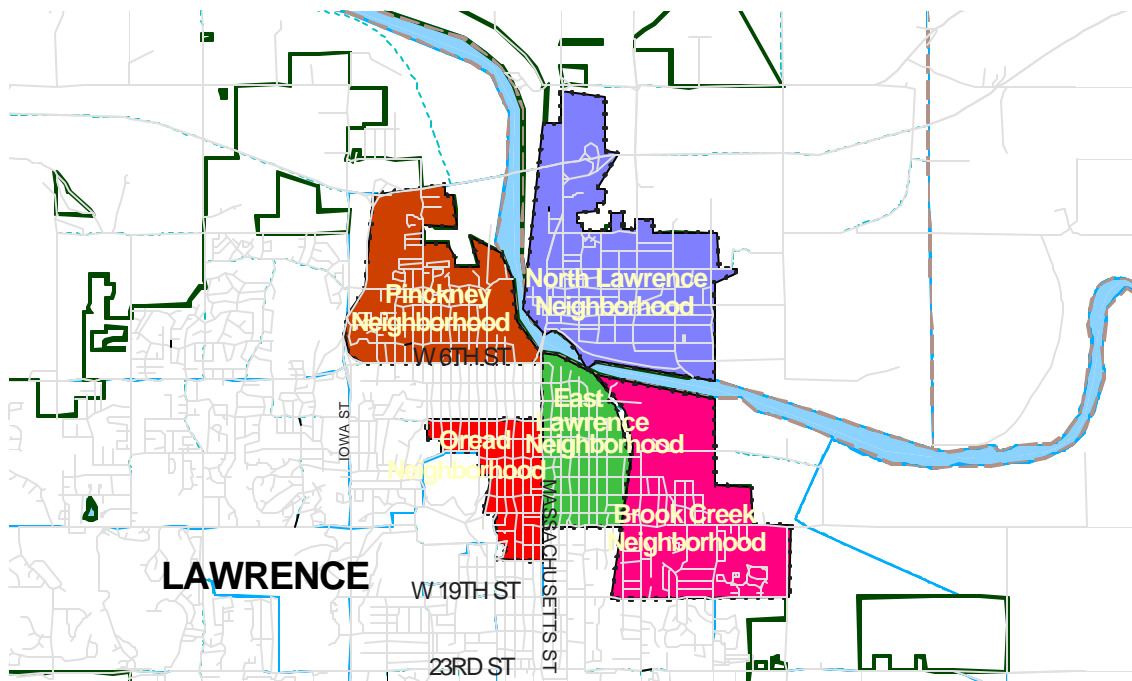 North Lawrence
Neighborhood
Pinckney
Neighborhood
W 6TH ST
East
Lawrence
Neighborhood
IOWA ST
Oread
Neighborhood
MASSACHUSETTS ST
Brook Creek
Neighborhood
LAWRENCE
W 19TH ST
23RD ST